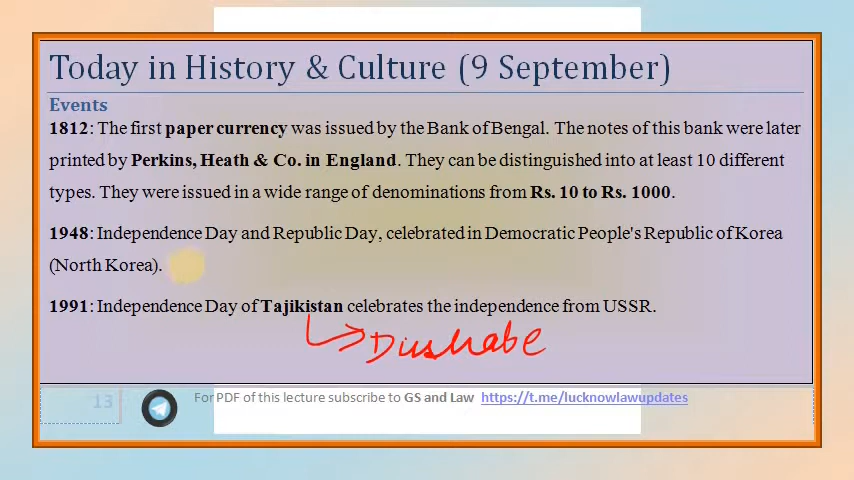 Today in History & Culture (9 September)
Events
1812: The first paper currency was issued by the Bank of Bengal. The notes of this bank were later
printed by Perkins, Heath & Co. in England. They can be distinguished into at least 10 different
types. They were issued in a wide range of denominations from Rs. 10 to Rs. 1000.
1948: Independence Day and Republic Day, celebrated in Democratic People's Republic of Korea
(North Korea).
1991: Independence Day of Tajikistan celebrates the independence from USSR.
Dushabe
13
For PDF of this lecture subscribe to GS and Law https://t.me/lucknowlawupdates